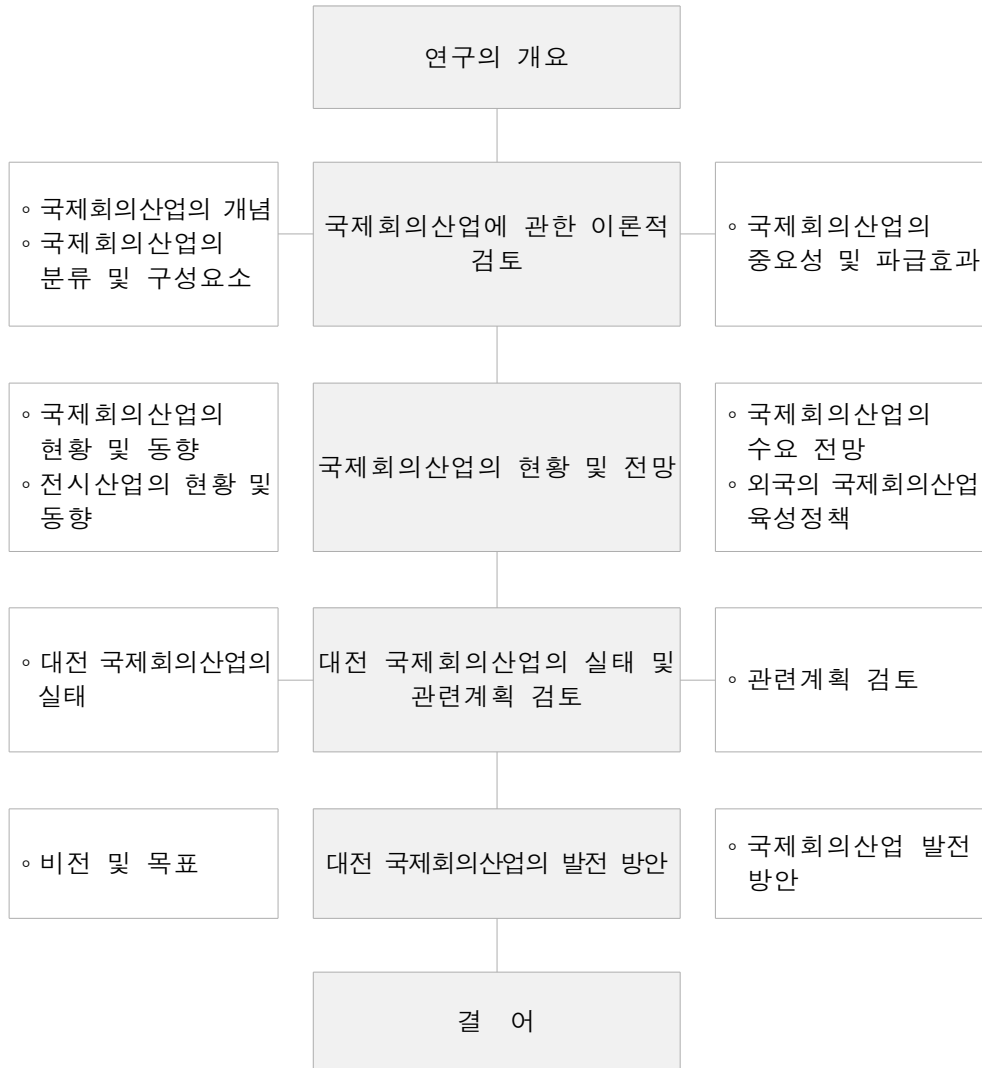 연구의 개요
◦ 국제회의산업의 개념
◦ 국제회의산업의
분류 및 구성요소
국제회의산업에 관한 이론적
검토
◦ 국제회의산업의
중요성 및 파급효과
◦ 국제회의산업의
현황 및 동향
◦ 전시산업의 현황 및
동향
국제회의산업의 현황 및 전망
◦ 국제회의산업의
수요 전망
◦ 외국의 국제회의산업
육성정책
◦ 대전 국제회의산업의
실태
대전 국제회의산업의 실태 및
관련계획 검토
◦ 관련계획 검토
◦ 비전 및 목표
대전 국제회의산업의 발전 방안
◦ 국제회의산업 발전
방안
결 어